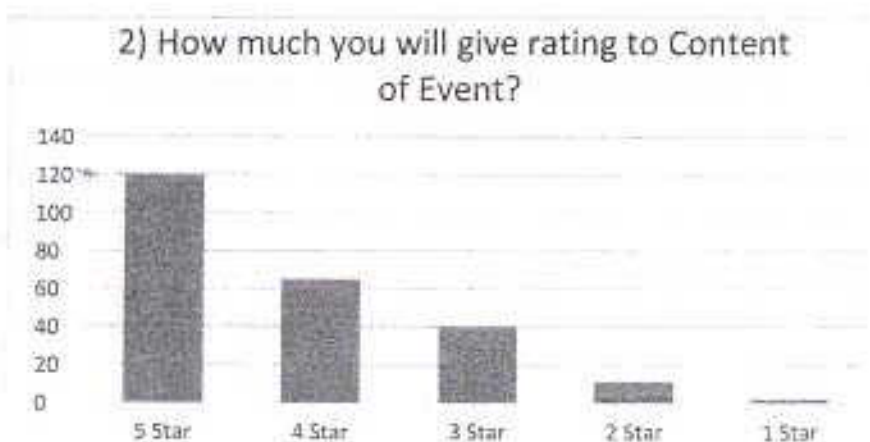 2) How much you will give rating to Content
of Event?
140
120
100
80
60
40
20
0
5 Star
4 Star
3 Star
2 Star
1 Star